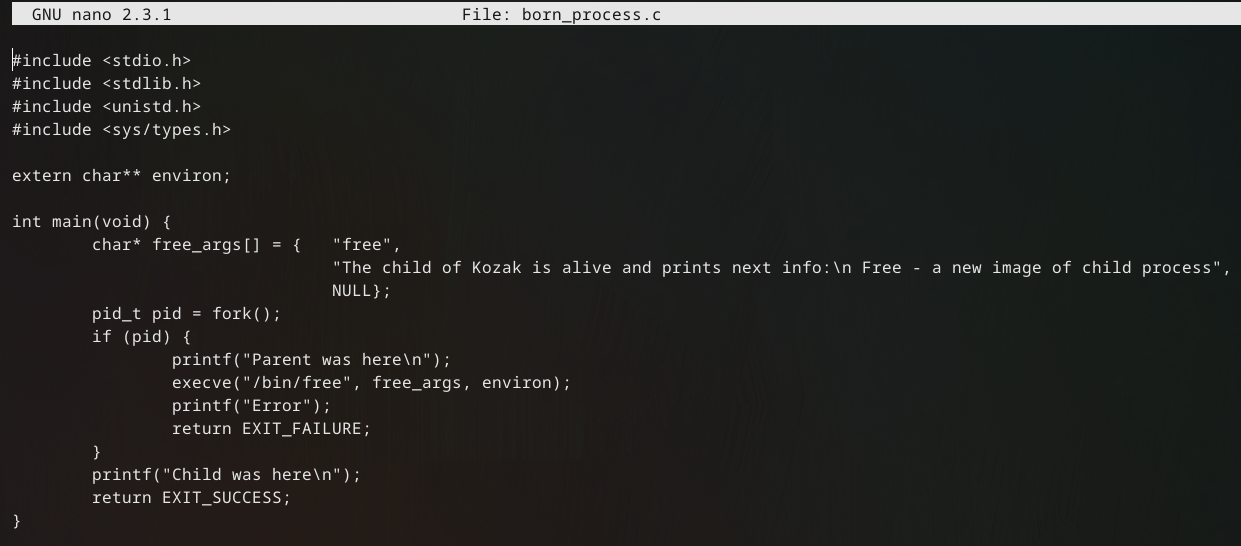 GNU nano 2.3.1 File: born_process.c
#include <stdio.h>
#include <stdlib.h>
#include <unistd.h>
#include <sys/types.h>
extern char** environ;
int main(void) {
char* free_args[] = { "free",
"The child of Kozak is alive and prints next info:\n Free - a new image of child process",
NULL};
pid_t pid = fork();
if (pid) {
printf("Parent was here\n");
execve("/bin/free", free_args, environ);
printf("Error");
return EXIT_FAILURE;
}
printf("Child was here\n");
return EXIT_SUCCESS;
}